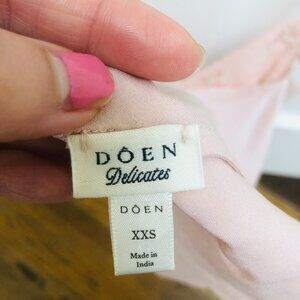 DÔEN
Delicates
DÔEN
XXS
Made in
India